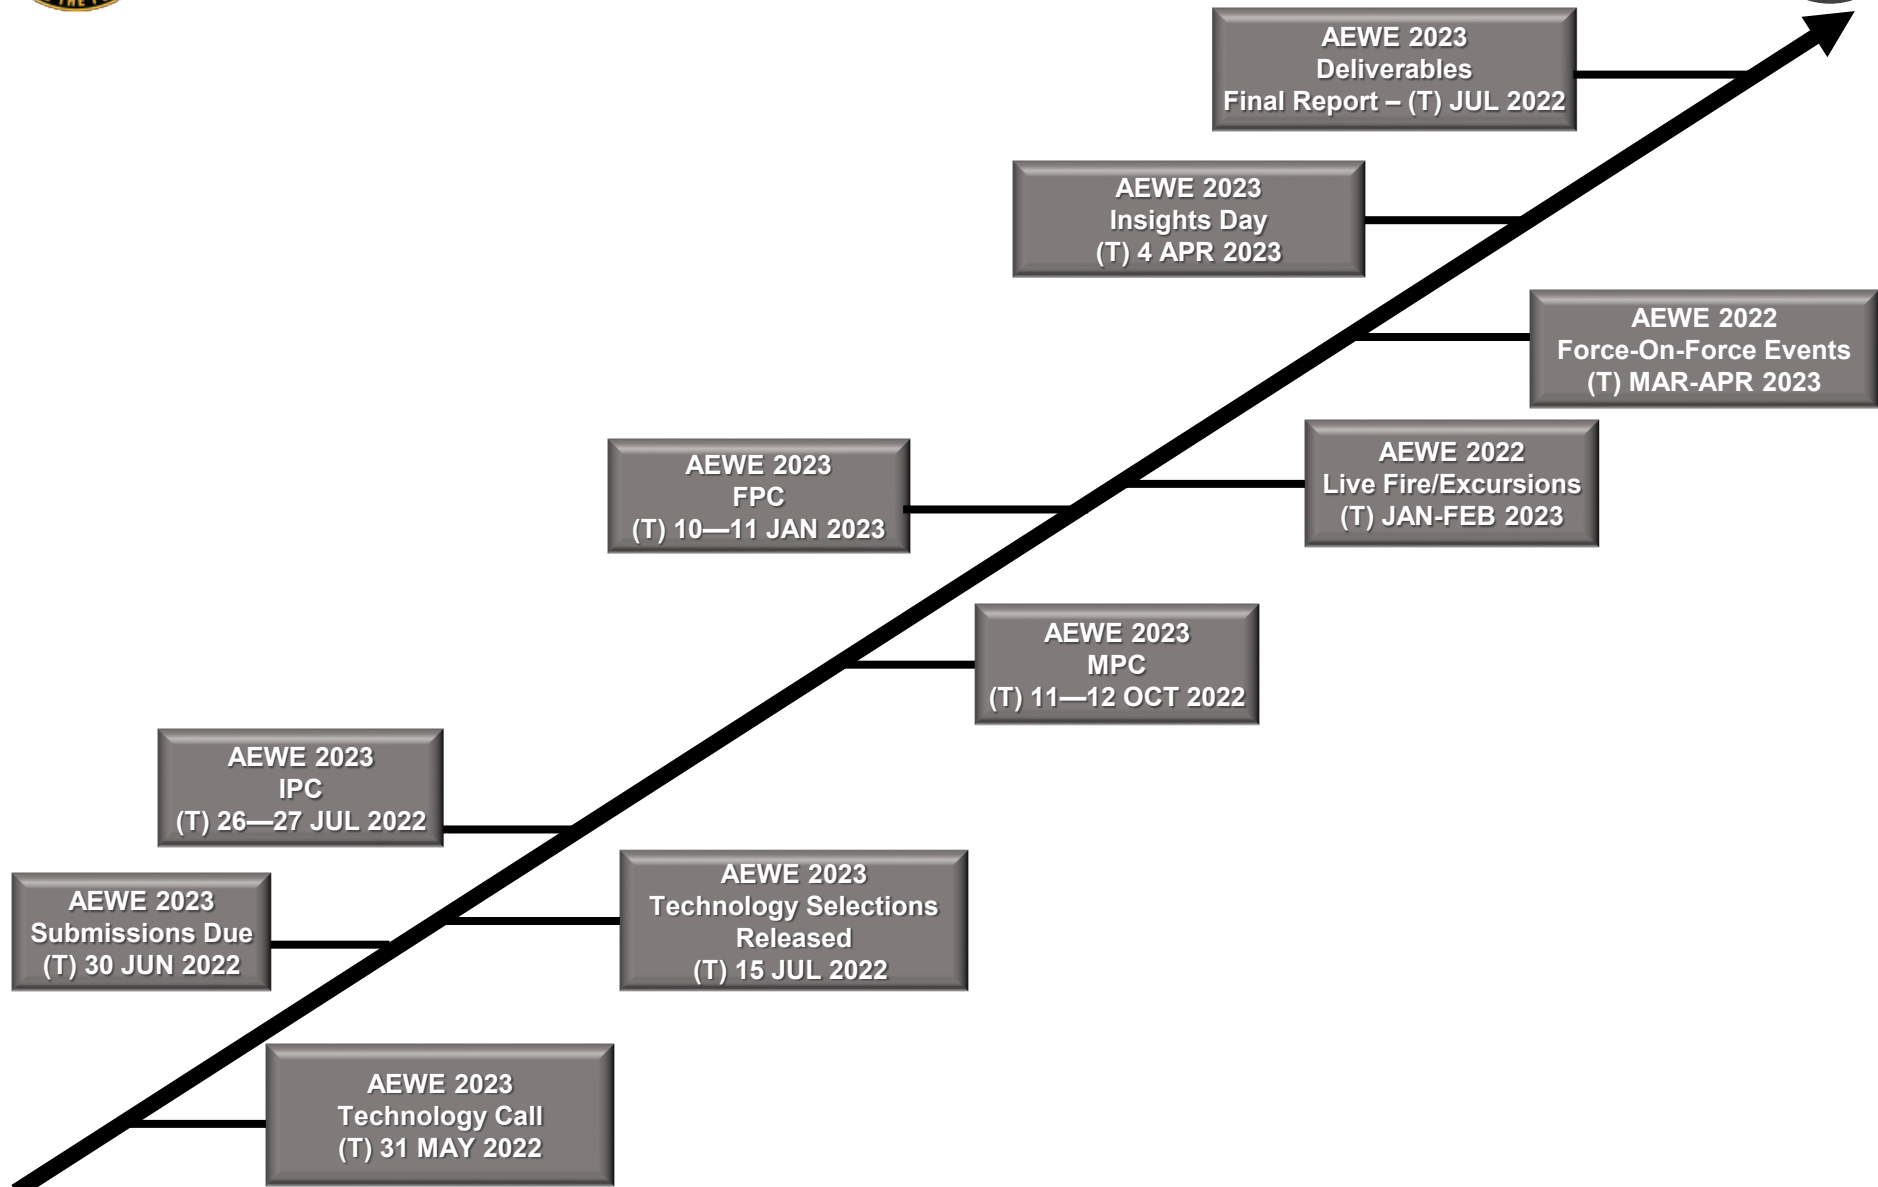 AEWE 2023
Deliverables
Final Report – (T) JUL 2022
AEWE 2023
Insights Day
(T) 4 APR 2023
AEWE 2022
Force-On-Force Events
(T) MAR-APR 2023
AEWE 2022
Live Fire/Excursions
(T) JAN-FEB 2023
AEWE 2023
FPC
(T) 10—11 JAN 2023
AEWE 2023
MPC
(T) 11—12 OCT 2022
AEWE 2023
IPC
(T) 26—27 JUL 2022
AEWE 2023
Technology Selections
Released
(T) 15 JUL 2022
AEWE 2023
Submissions Due
(T) 30 JUN 2022
AEWE 2023
Technology Call
(T) 31 MAY 2022